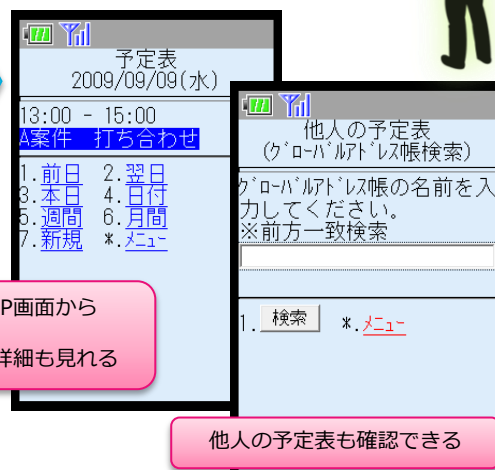 予定表
2009/09/09(水)
13:00 - 15:00
A案件 打ち合わせ
1.前日 2.翌日
3.本日 4.日付
5.週間 6.月間
7.新規 *.ﾒﾆｭｰ
P画面から
詳細も見れる
他人の予定表
(ｸﾞﾛｰﾊﾞﾙｱﾄﾞﾚｽ帳検索)
ｸﾞﾛｰﾊﾞﾙｱﾄﾞﾚｽ帳の名前を入
力してください。
※前方一致検索
1. 検索 *.ﾒﾆｭｰ
他人の予定表も確認できる